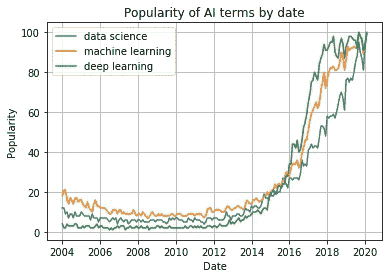 Popularity of AI terms by date
data science
machine learning
deep learning
100
80
60
40
20
0
Popularity
2004 2006 2008 2010 2012 2014 2016 2018 2020
Date